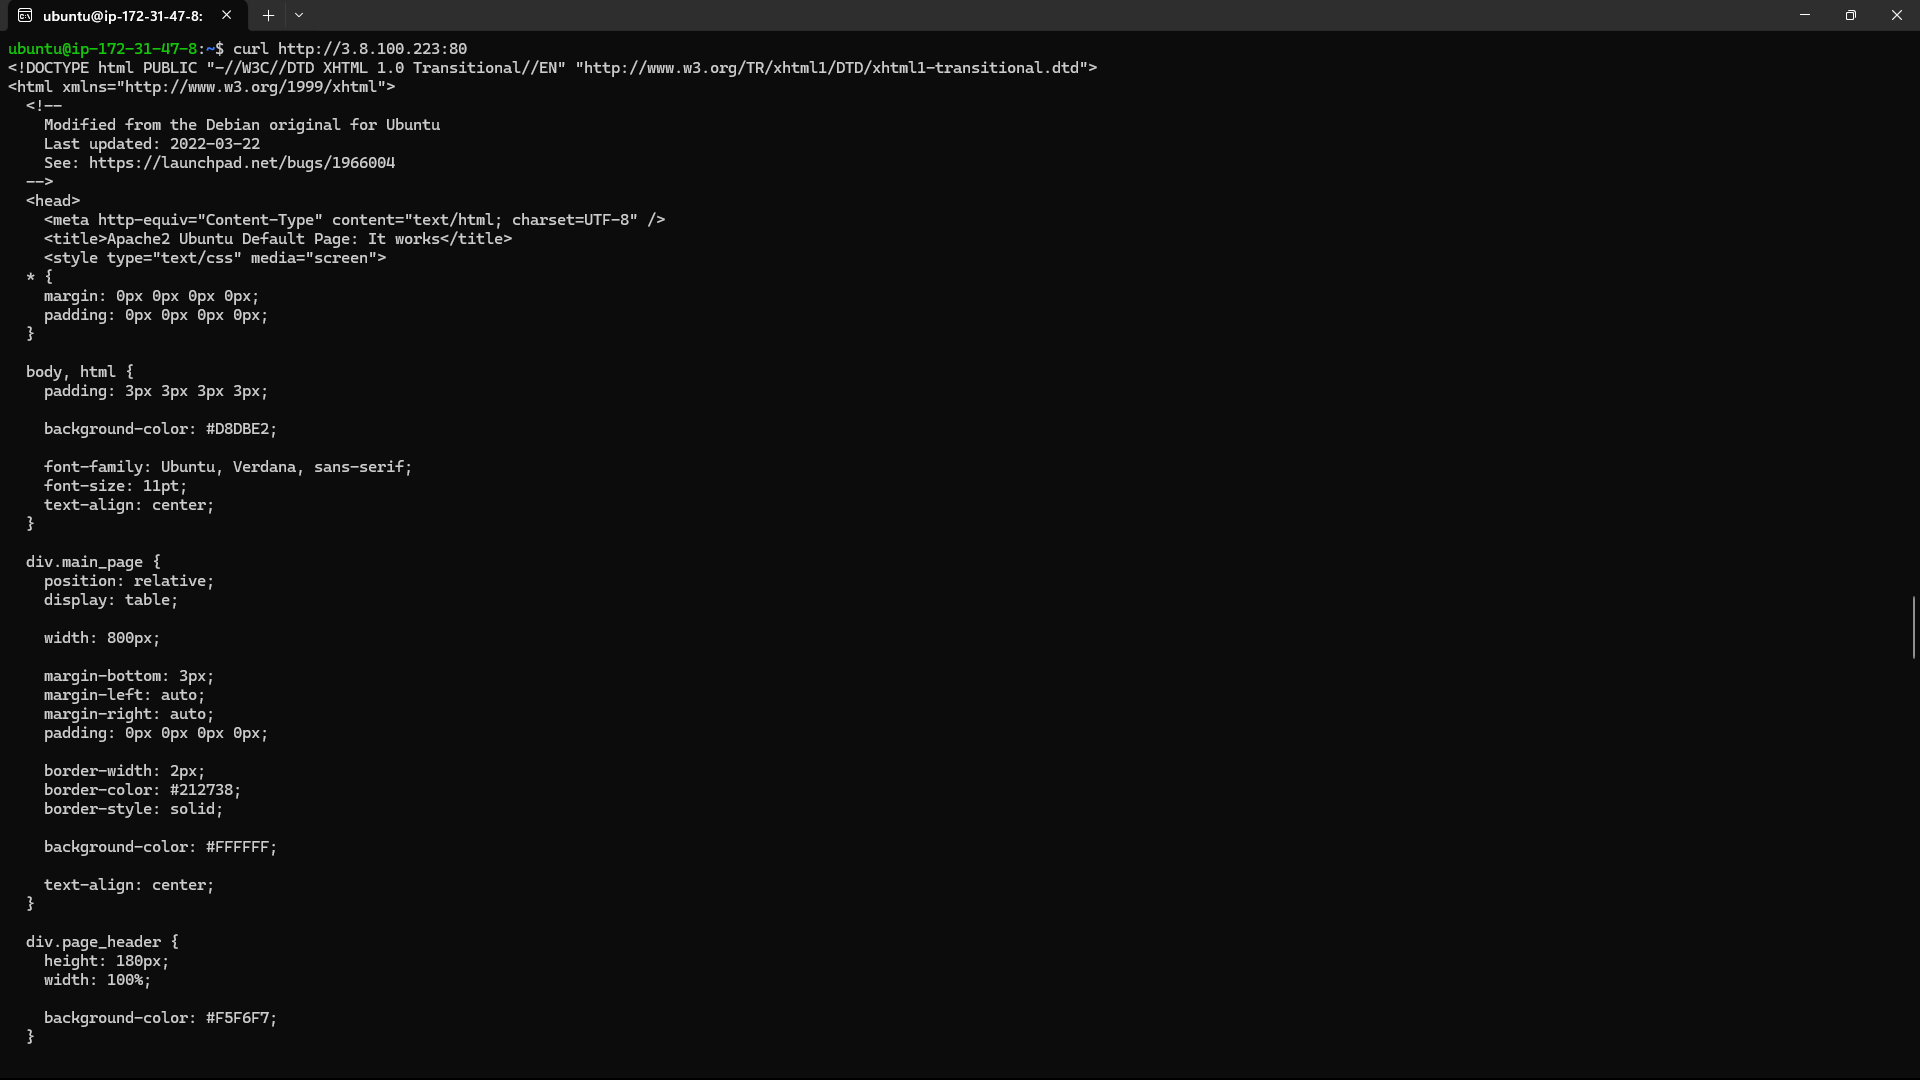 ubuntu@ip-172-31-47-8:
ubuntu@ip-172-31-47-8:~$ curl http://3.8.100.223:80
<!DOCTYPE html PUBLIC "-//W3C//DTD XHTML 1.0 Transitional//EN" "http://www.w3.org/TR/xhtml1/DTD/xhtml1-transitional.dtd">
<html xmlns="http://www.w3.org/1999/xhtml">
  <!--
    Modified from the Debian original for Ubuntu
    Last updated: 2022-03-22
    See: https://launchpad.net/bugs/1966004
  -->
  <head>
    <meta http-equiv="Content-Type" content="text/html; charset=UTF-8" />
    <title>Apache2 Ubuntu Default Page: It works</title>
    <style type="text/css" media="screen">
  * {
    margin: 0px 0px 0px 0px;
    padding: 0px 0px 0px 0px;
  }

  body, html {
    padding: 3px 3px 3px 3px;

    background-color: #D8DBE2;

    font-family: Ubuntu, Verdana, sans-serif;
    font-size: 11pt;
    text-align: center;
  }

  div.main_page {
    position: relative;
    display: table;

    width: 800px;

    margin-bottom: 3px;
    margin-left: auto;
    margin-right: auto;
    padding: 0px 0px 0px 0px;

    border-width: 2px;
    border-color: #212738;
    border-style: solid;

    background-color: #FFFFFF;

    text-align: center;
  }

  div.page_header {
    height: 180px;
    width: 100%;

    background-color: #F5F6F7;
  }